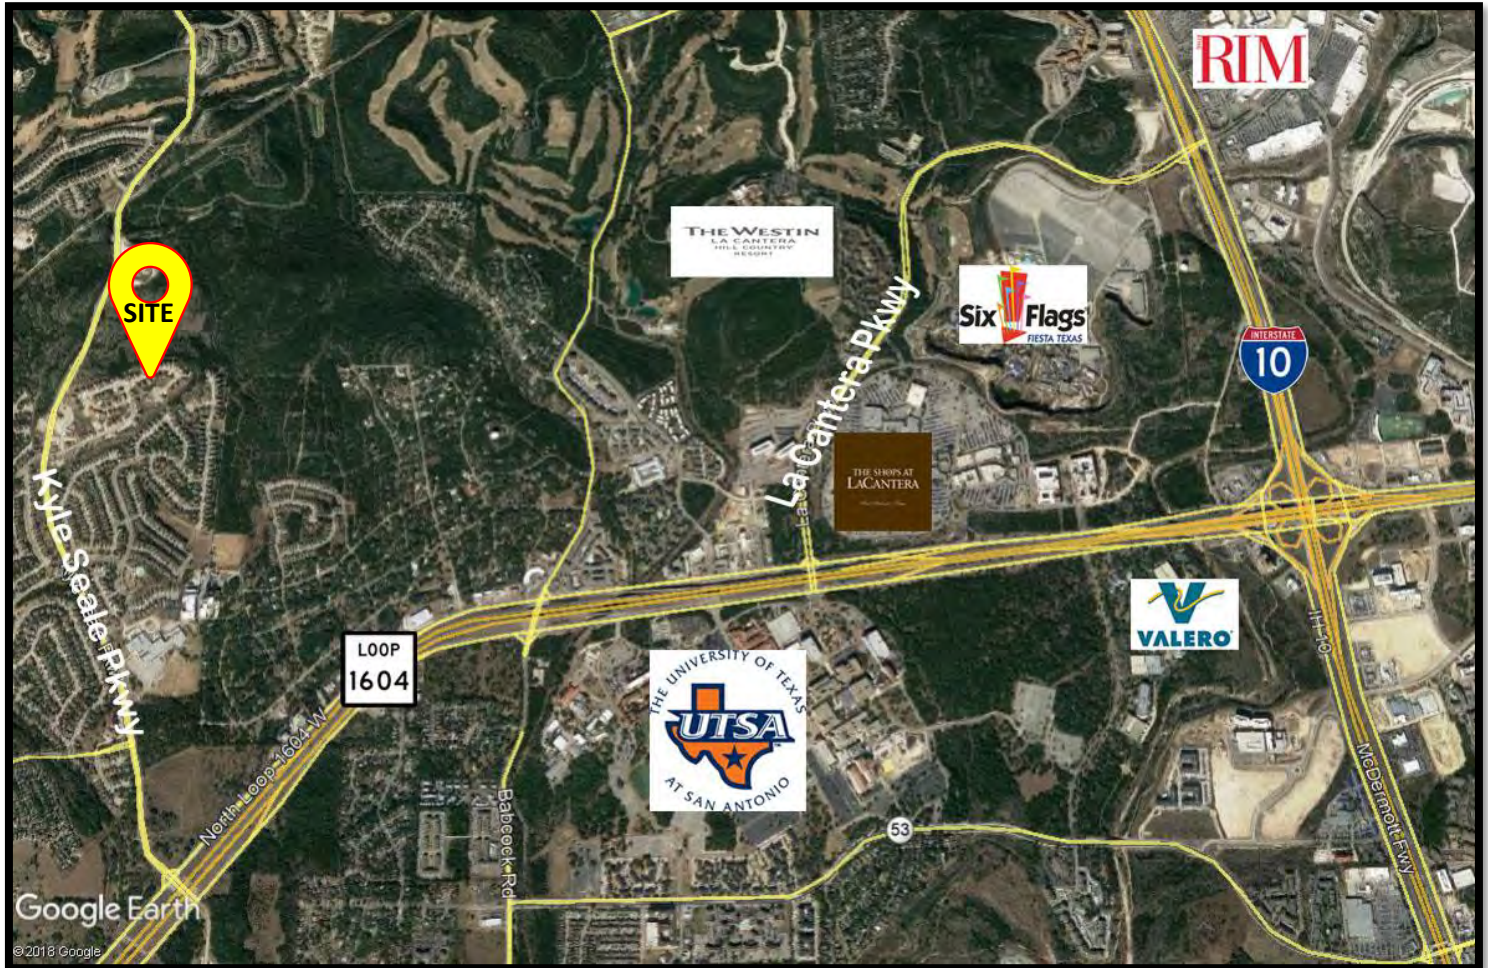 THE
RIM
THE WESTIN
LA CANTERA
HILL COUNTRY
RESORT
SITE
La Cantera Pkwy
Six Flags
FIESTA TEXAS
INTERSTATE
10
THE SHOPS AT
LACANTERA
Kyle Seale Pkwy
VALERO
IH-10
LOOP
1604
North Loop 1604 W
THE UNIVERSITY OF TEXAS
UTSA
AT SAN ANTONIO
Babcock Rd
53
McDermott Fwy
Google Earth
© 2018 Google